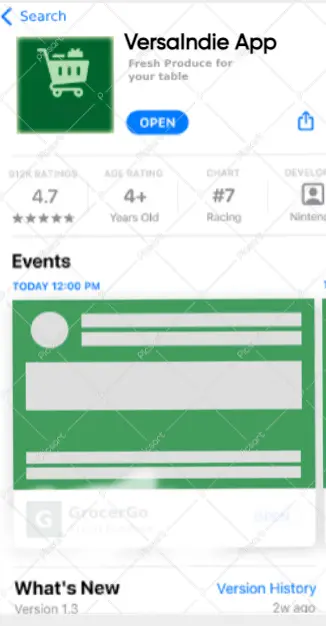 Search
VersaIndie App
Fresh Produce for
your table
OPEN
912K RATINGS
AGE RATING
CHART
DEVELOP
4.7
4+
#7
Years Old
Racing
Ninten
Events
TODAY 12:00 PM
G
GrocerGo
OPEN
What's New
Version History
Version 1.3
2w ago
Picsart